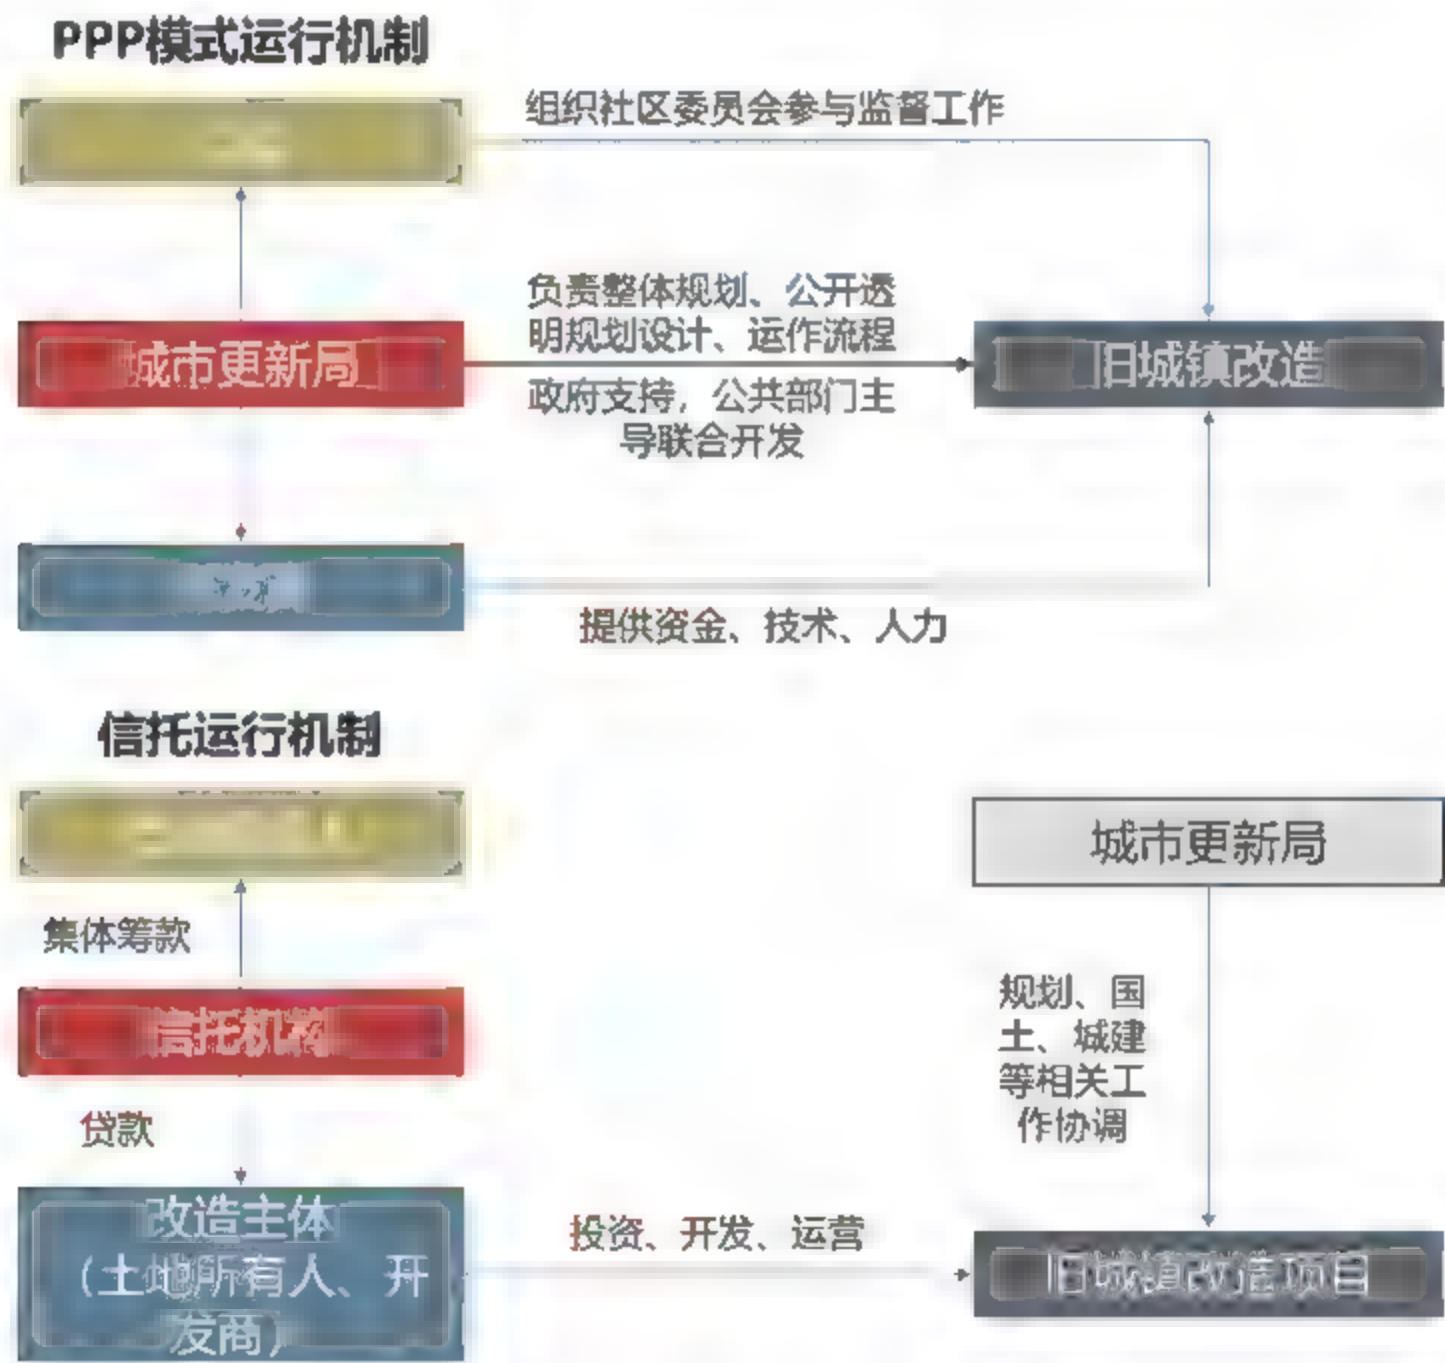 PPP模式运行机制
组织社区委员会参与监督工作
负责整体规划、公开透
明规划设计、运作流程
城市更新局
旧城镇改造
政府支持，公共部门主
导联合开发
提供资金、技术、人力
信托运行机制
城市更新局
集体筹款
规划、国
土、城建
等相关工
作协调
信托机构
贷款
改造主体
（土地所有人、开
发商）
投资、开发、运营
旧城镇改造项目